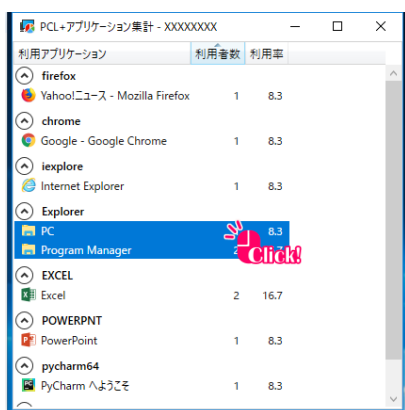 PCL+アプリケーション集計 - XXXXXXXX
利用アプリケーション 利用者数 利用率
firefox
Yahoo!ニュース - Mozilla Firefox 1 8.3
chrome
Google - Google Chrome 1 8.3
iexplore
Internet Explorer 1 8.3
Explorer
PC 8.3
Program Manager 2
Click!
EXCEL
Excel 2 16.7
POWERPNT
PowerPoint 1 8.3
pycharm64
PyCharm へようこそ 1 8.3